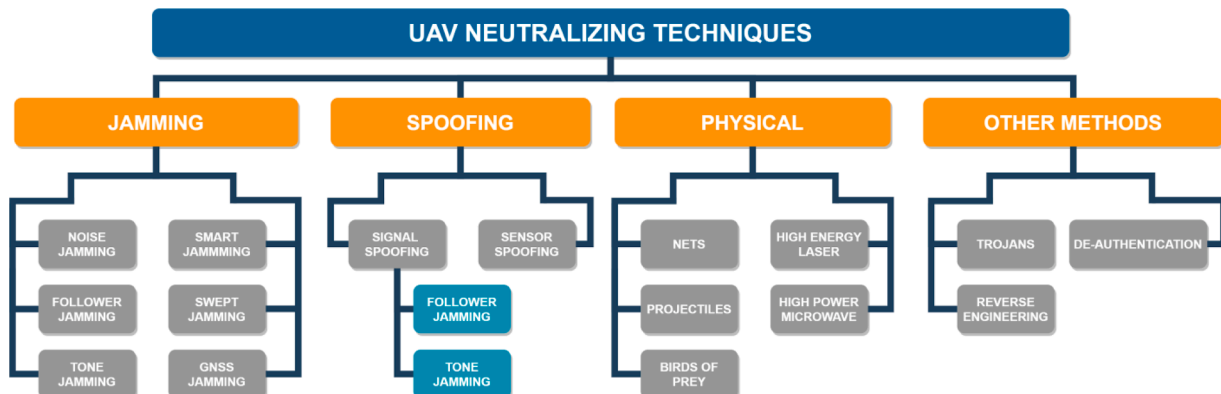 UAV NEUTRALIZING TECHNIQUES
JAMMING
SPOOFING
PHYSICAL
OTHER METHODS
NOISE
JAMMING
SMART
JAMMMING
FOLLOWER
JAMMING
SWEPT
JAMMING
TONE
JAMMING
GNSS
JAMMING
SIGNAL
SPOOFING
SENSOR
SPOOFING
FOLLOWER
JAMMING
TONE
JAMMING
NETS
HIGH ENERGY
LASER
PROJECTILES
HIGH POWER
MICROWAVE
BIRDS OF
PREY
TROJANS
DE-AUTHENTICATION
REVERSE
ENGINEERING